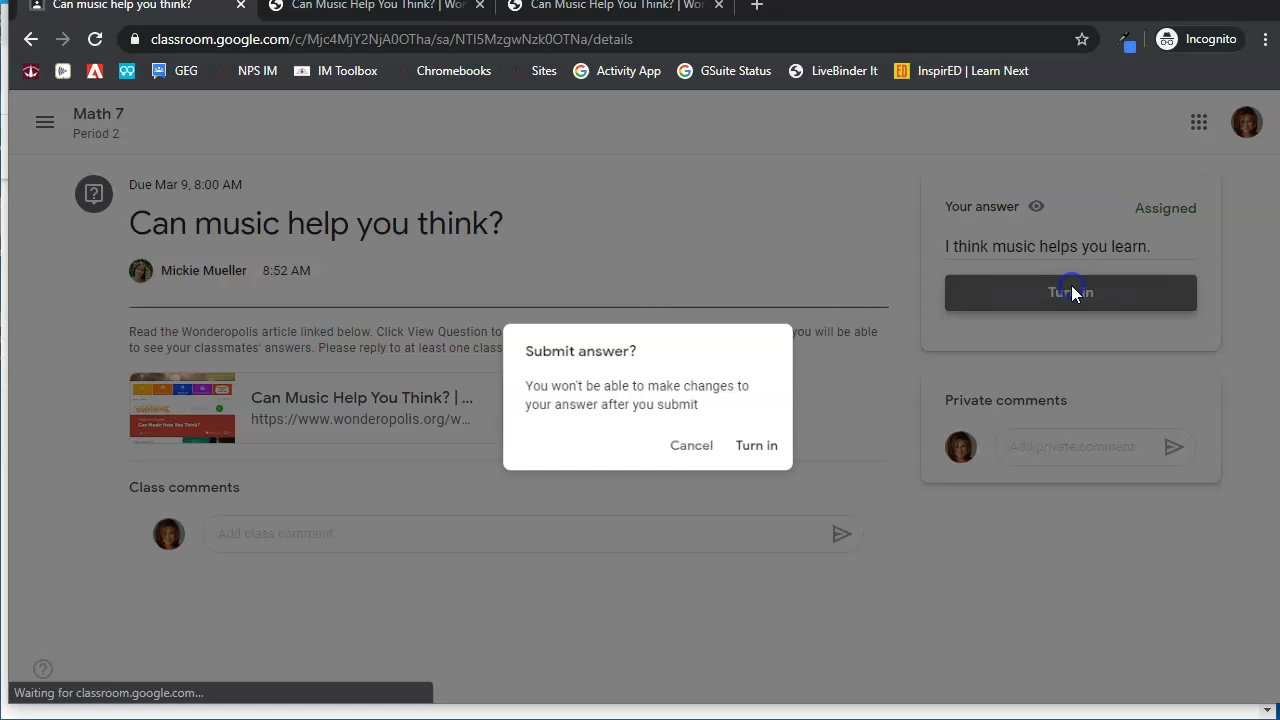 Can music help you think?
Can Music Help You Think? | Wo
Can Music Help You Think? | Wo
classroom.google.com/c/Mjc4MjY2NjA0OTha/sa/NTI5MzgwNzk0OTNa/details
Incognito
GEG
NPS IM
IM Toolbox
Chromebooks
Sites
Activity App
GSuite Status
LiveBinder It
ED
InspirED | Learn Next
Math 7
Period 2
Due Mar 9, 8:00 AM
Can music help you think?
Mickie Mueller 8:52 AM
Your answer
Assigned
I think music helps you learn.
Turn in
Read the Wonderopolis article linked below. Click View Question to
you will be able
to see your classmates' answers. Please reply to at least one class
Can Music Help You Think? | ...
https://www.wonderopolis.org/w...
Submit answer?
You won't be able to make changes to
your answer after you submit
Cancel
Turn in
Private comments
Add private comment
Class comments
Add class comment
Waiting for classroom.google.com...